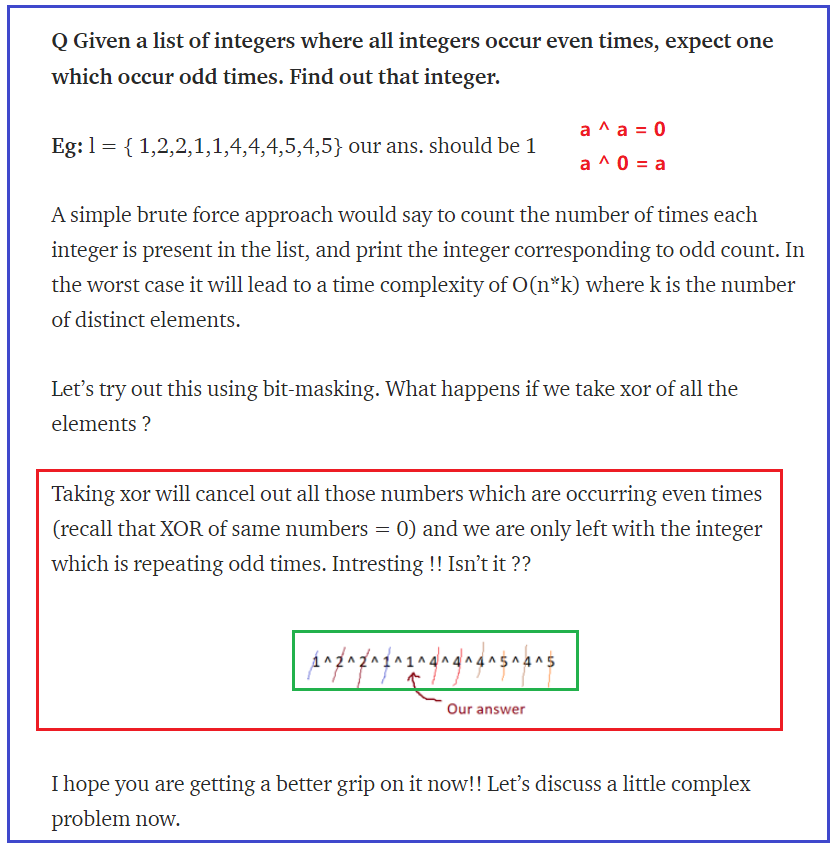 Q Given a list of integers where all integers occur even times, expect one
which occur odd times. Find out that integer.
Eg: l = { 1,2,2,1,1,4,4,4,5,4,5} our ans. should be 1
a ^ a = 0
a ^ 0 = a
A simple brute force approach would say to count the number of times each
integer is present in the list, and print the integer corresponding to odd count. In
the worst case it will lead to a time complexity of O(n*k) where k is the number
of distinct elements.
Let’s try out this using bit-masking. What happens if we take xor of all the
elements ?
Taking xor will cancel out all those numbers which are occurring even times
(recall that XOR of same numbers = 0) and we are only left with the integer
which is repeating odd times. Intresting !! Isn’t it ??
1 ^ 2 ^ 2 ^ 1 ^ 1 ^ 4 ^ 4 ^ 4 ^ 5 ^ 4 ^ 5
Our answer
I hope you are getting a better grip on it now!! Let’s discuss a little complex
problem now.